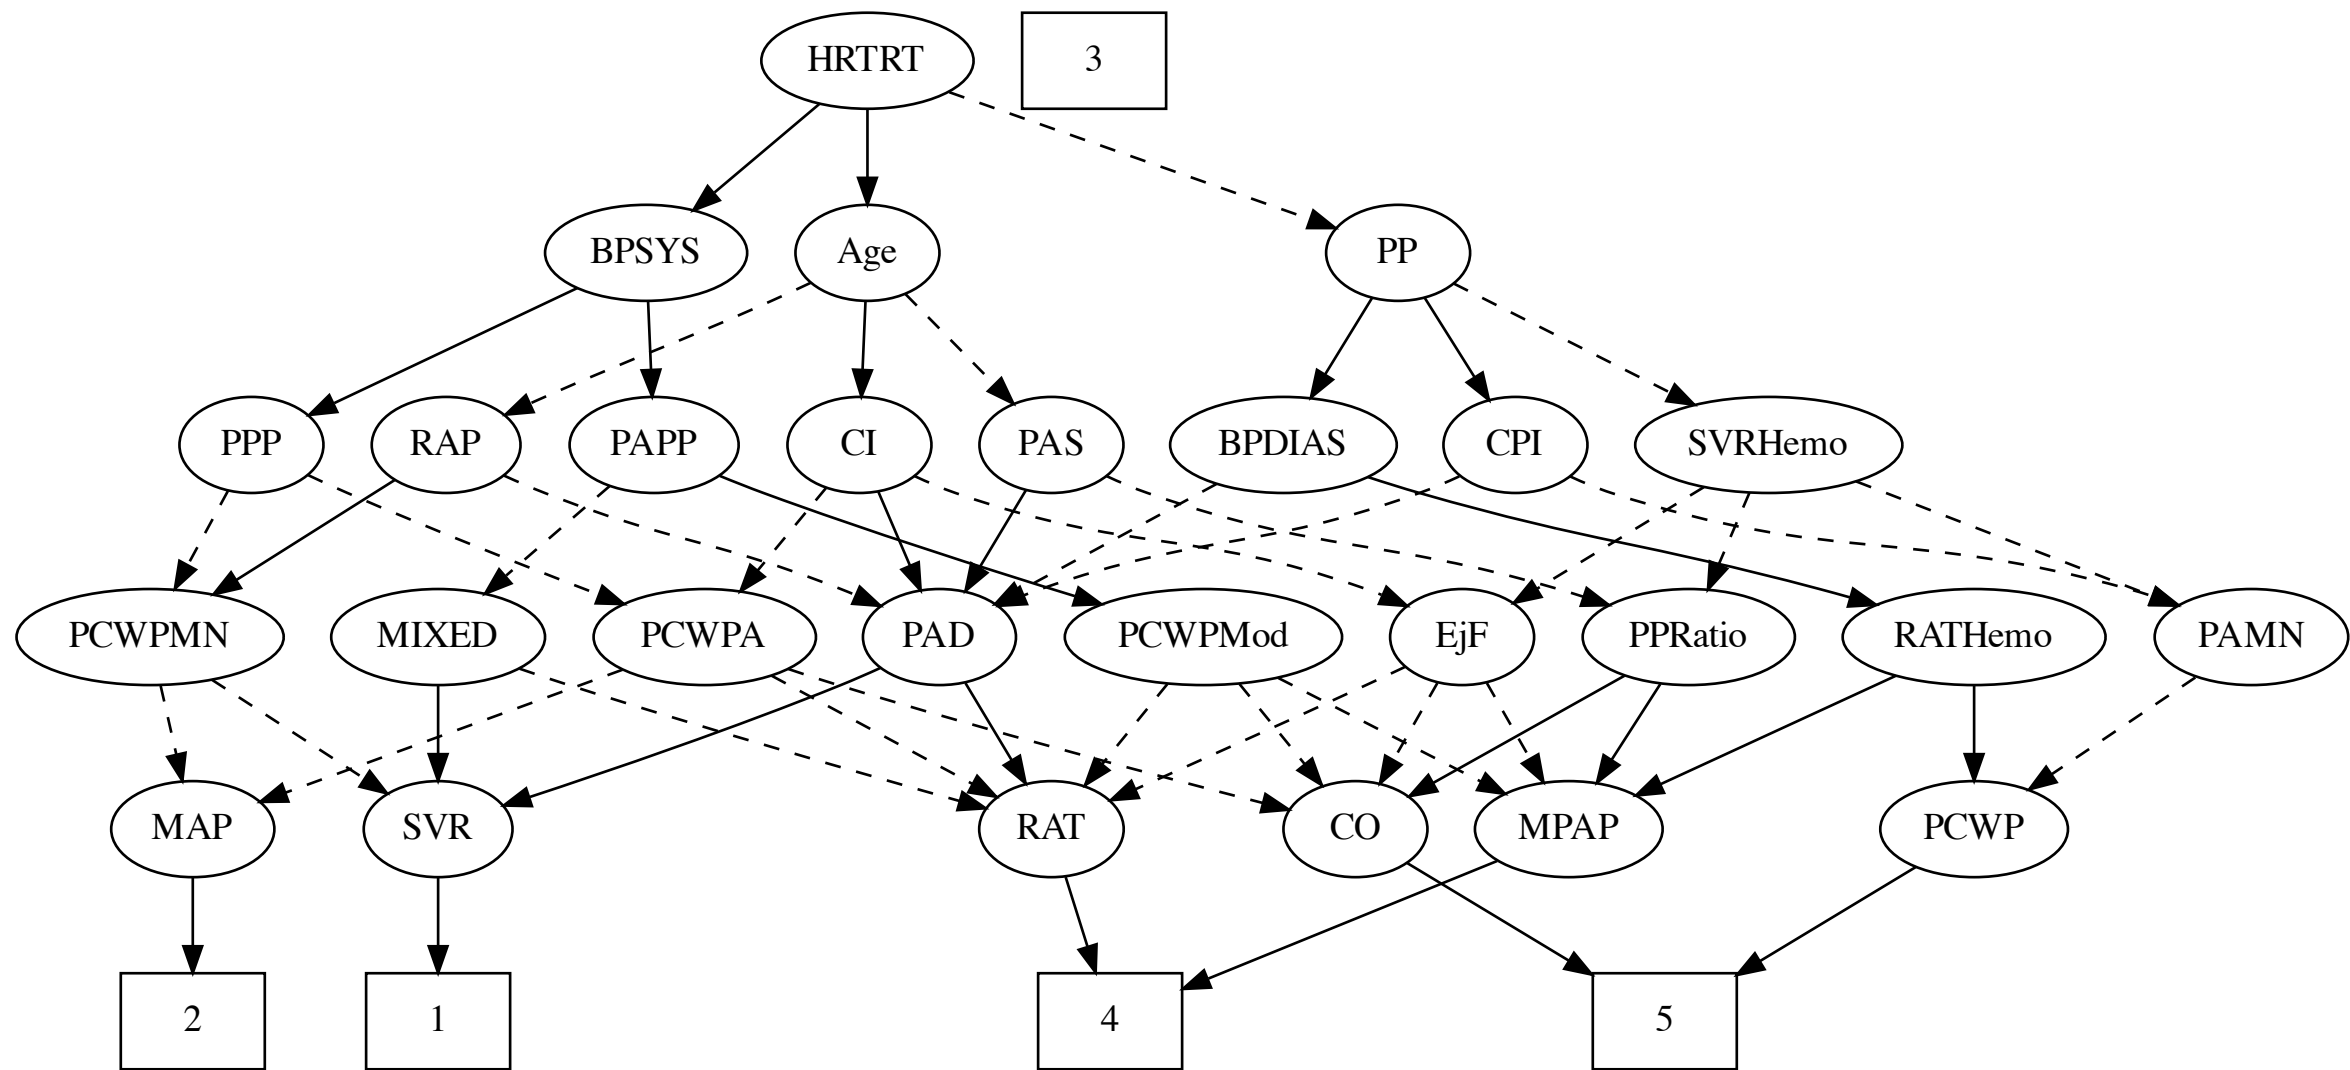 HRTRT
3
BPSYS
Age
PP
PPP
RAP
PAPP
CI
PAS
BPDIAS
CPI
SVRHemo
PCWPMN
MIXED
PCWPA
PAD
PCWPMod
EjF
PPRatio
RATHemo
PAMN
MAP
SVR
RAT
CO
MPAP
PCWP
2
1
4
5